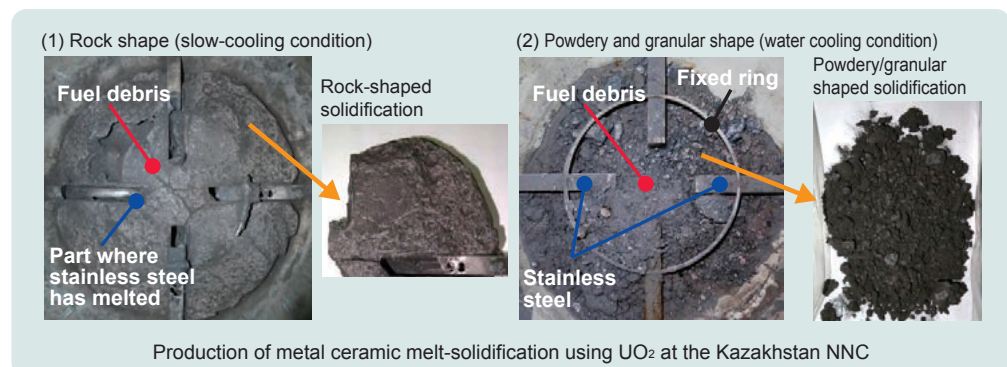 (1) Rock shape (slow-cooling condition)
Fuel debris
Rock-shaped
solidification
Part where
stainless steel
has melted
(2) Powdery and granular shape (water cooling condition)
Fuel debris
Fixed ring
Powdery/granular
shaped solidification
Stainless
steel
Production of metal ceramic melt-solidification using UO₂ at the Kazakhstan NNC